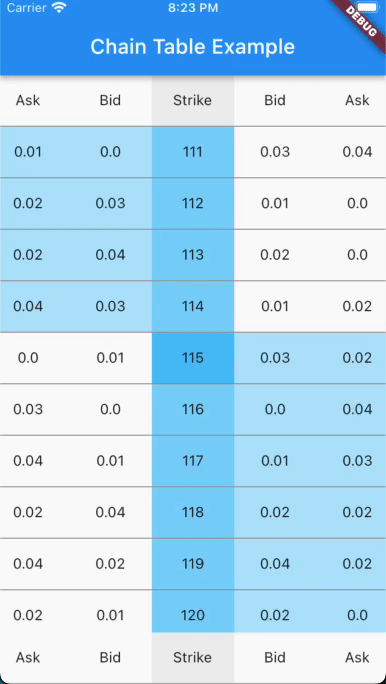 Carrier 8:23 PM
DEBUG
Chain Table Example
Ask Bid Strike Bid Ask
0.01 0.0 111 0.03 0.04
0.02 0.03 112 0.01 0.0
0.02 0.04 113 0.02 0.0
0.04 0.03 114 0.01 0.02
0.0 0.01 115 0.03 0.02
0.03 0.0 116 0.0 0.04
0.04 0.01 117 0.01 0.03
0.02 0.04 118 0.02 0.02
0.04 0.02 119 0.04 0.02
0.02 0.01 120 0.02 0.0
Ask Bid Strike Bid Ask